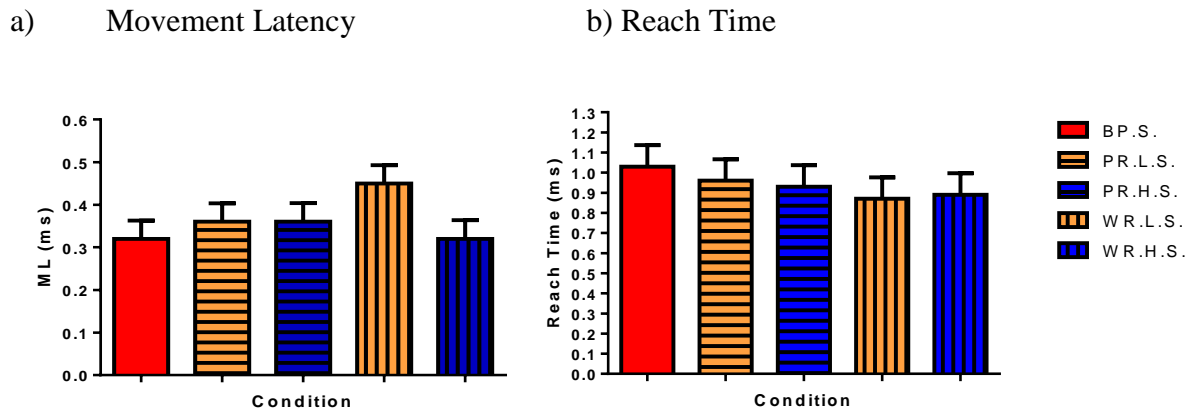 a) Movement Latency
b) Reach Time
ML (ms)
0.6
0.5
0.4
0.3
0.2
0.1
0.0
Condition
Reach Time (ms)
1.3
1.2
1.1
1.0
0.9
0.8
0.7
0.6
0.5
0.4
0.3
0.2
0.1
0.0
Condition
BP.S.
PR.L.S.
PR.H.S.
WR.L.S.
WR.H.S.